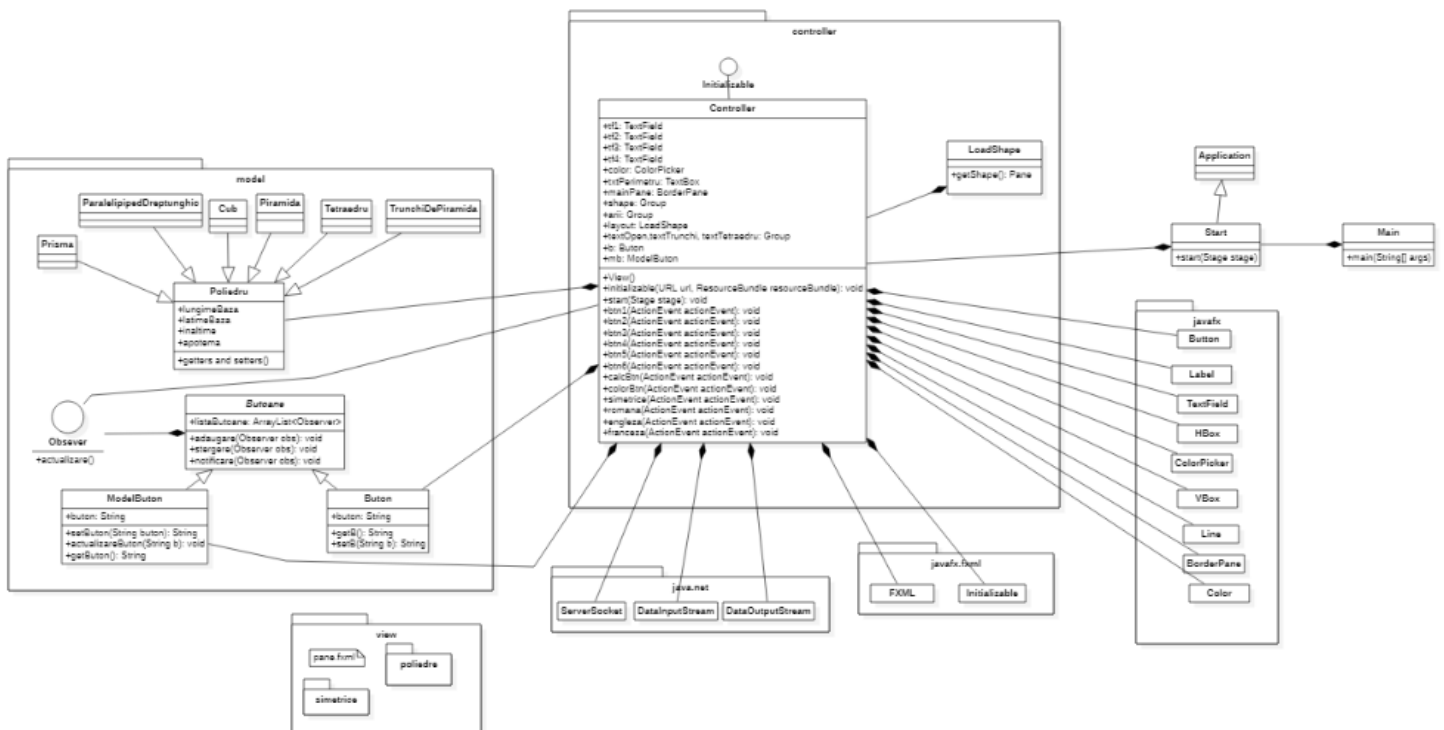 controller
Initializable
Controller
+tf1: TextField
+tf2: TextField
+tf3: TextField
+tf4: TextField
+color: ColorPicker
+txtPerimetru: TextBox
+mainPane: BorderPane
+shape: Group
+arii: Group
+layout: LoadShape
+textOpen,textTrunchi, textTetraedru: Group
+b: Buton
+mb: ModelButon
+View()
+initializable(URL url, ResourceBundle resourceBundle): void
+start(Stage stage): void
+btn1(ActionEvent actionEvent): void
+btn2(ActionEvent actionEvent): void
+btn3(ActionEvent actionEvent): void
+btn4(ActionEvent actionEvent): void
+btn5(ActionEvent actionEvent): void
+btn6(ActionEvent actionEvent): void
+calcBtn(ActionEvent actionEvent): void
+colorBtn(ActionEvent actionEvent): void
+simetrice(ActionEvent actionEvent): void
+romana(ActionEvent actionEvent): void
+engleza(ActionEvent actionEvent): void
+franceza(ActionEvent actionEvent): void
LoadShape
+getShape(): Pane
Application
Start
+start(Stage stage)
Main
+main(String[] args)
model
ParalelipipedDreptunghic
Cub
Piramida
Tetraedru
TrunchiDePiramida
Prisma
Poliedru
+lungimeBaza
+latimeBaza
+inaltime
+apotema
+getters and setters()
Obsever
+actualizare()
Butoane
+listaButoane: ArrayList<Observer>
+adaugare(Observer obs): void
+stergere(Observer obs): void
+notificare(Observer obs): void
ModelButon
+buton: String
+setButon(String buton): String
+actualizareButon(String b): void
+getButon(): String
Buton
+buton: String
+getB(): String
+setB(String b): String
javafx
Button
Label
TextField
HBox
ColorPicker
VBox
Line
BorderPane
Color
java.net
ServerSocket
DataInputStream
DataOutputStream
javafx.fxml
FXML
Initializable
view
pane.fxml
poliedre
simetrice